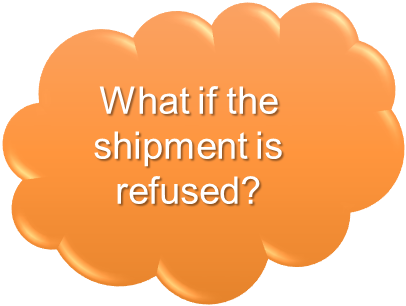 What if the
shipment is
refused?